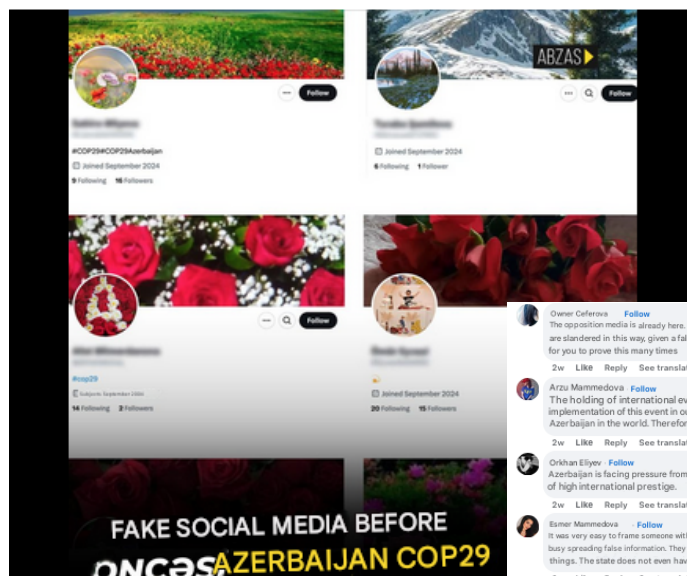 ABZAS
Follow
Follow
#COP29#COP29Azerbaijan
Joined September 2024
9 Following 16 Followers
Joined September 2024
6 Following 1 Follower
Follow
#cop29
14 Following 2 Followers
Joined September 2024
20 Following 15 Followers
Owner Ceferova Follow
The opposition media is already here.
are slandered in this way, given a fal
for you to prove this many times
2w Like Reply See translat
Arzu Mammedova Follow
The holding of international ev
implementation of this event in ou
Azerbaijan in the world. Therefor
2w Like Reply See translat
Orkhan Eliyev · Follow
Azerbaijan is facing pressure from
of high international prestige.
2w Like Reply See translat
Esmer Mammedova · Follow
It was very easy to frame someone with
busy spreading false information. They
things. The state does not even hav
FAKE SOCIAL MEDIA BEFORE
ƏNCƏSİ
AZERBAIJAN COP29